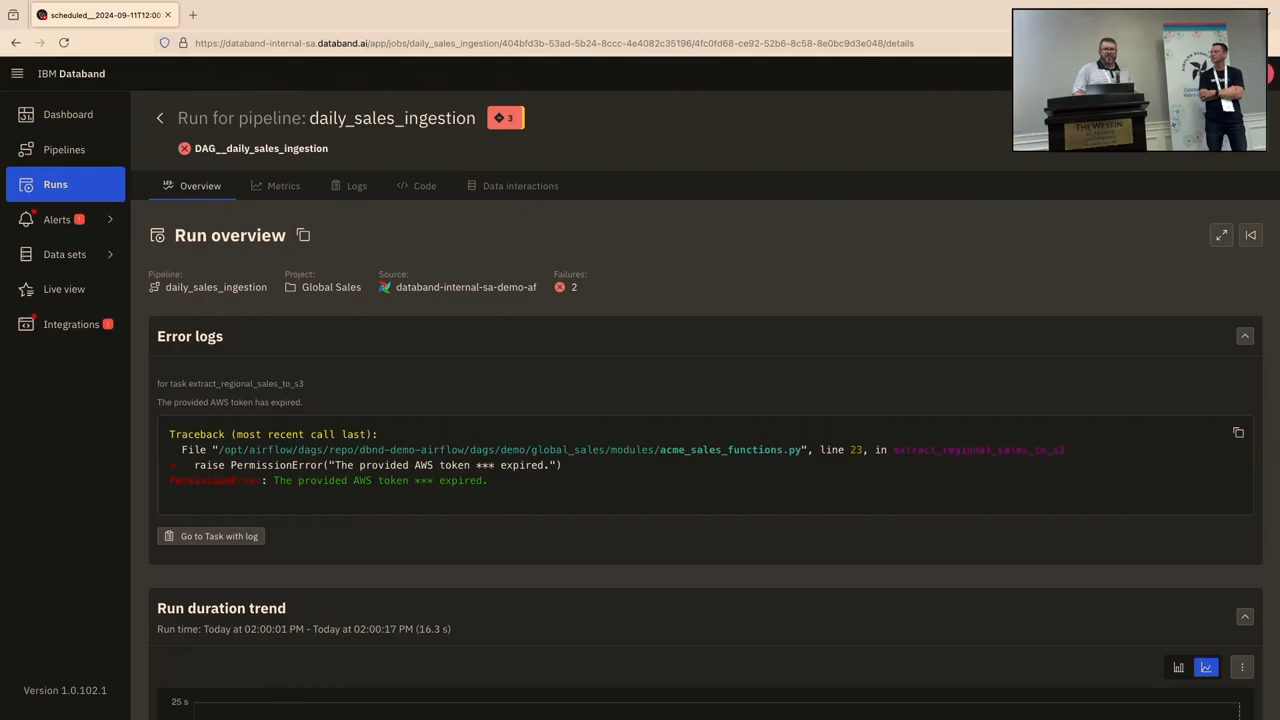 scheduled__2024-09-11T12:00
https://databand-internal-sa.databand.ai/app/jobs/daily_sales_ingestion/404bfd3b-53ad-5b24-8ccc-4e4082c35196/4fc0fd68-ce92-52b6-8c58-8e0bc9d3e048/details
IBM Databand
Dashboard
Pipelines
Runs
Alerts
Data sets
Live view
Integrations
Version 1.0.102.1
Run for pipeline: daily_sales_ingestion 3
DAG__daily_sales_ingestion
Overview Metrics Logs Code Data interactions
Run overview
Pipeline: Project: Source: Failures:
daily_sales_ingestion Global Sales databand-internal-sa-demo-af 2
Error logs
for task extract_regional_sales_to_s3
The provided AWS token has expired.
Traceback (most recent call last):
File "/opt/airflow/dags/repo/dbnd-demo-airflow/dags/demo/global_sales/modules/acme_sales_functions.py", line 23, in extract_regional_sales_to_s3
raise PermissionError("The provided AWS token *** expired.")
PermissionError: The provided AWS token *** expired.
Go to Task with log
Run duration trend
Run time: Today at 02:00:01 PM - Today at 02:00:17 PM (16.3 s)
25 s
THE WESTIN